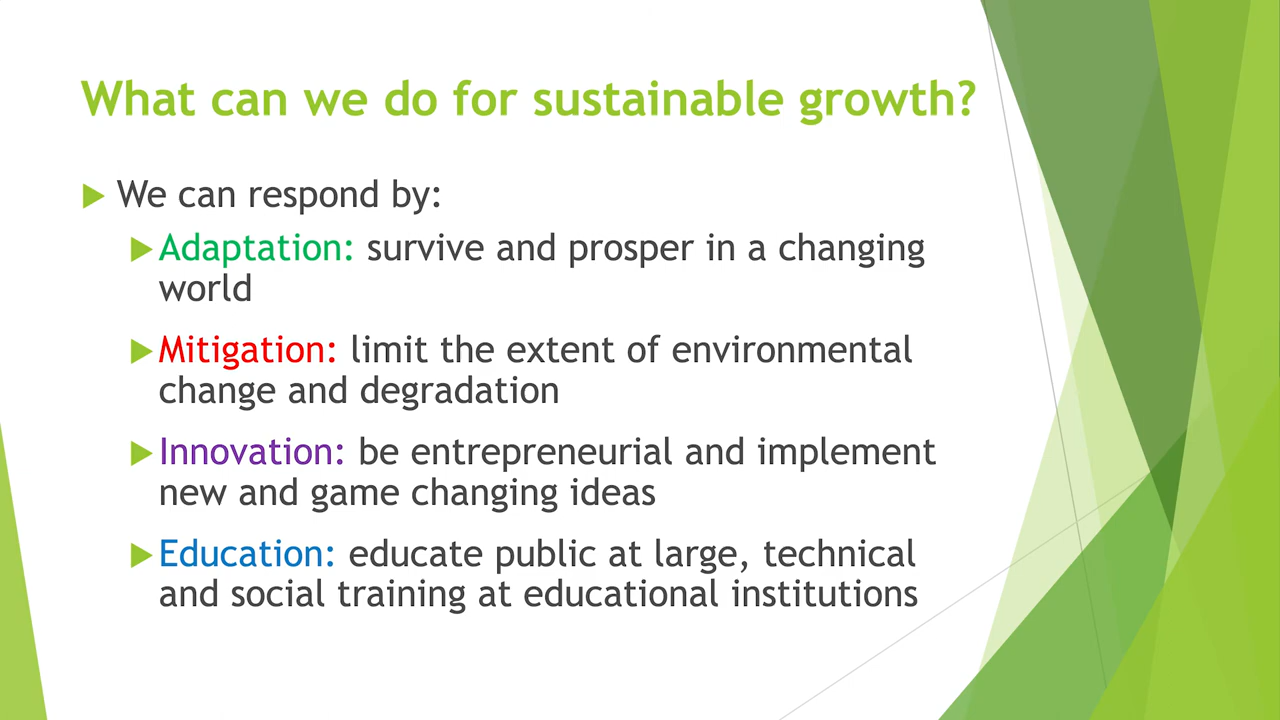 What can we do for sustainable growth?
We can respond by:
Adaptation: survive and prosper in a changing
world
Mitigation: limit the extent of environmental
change and degradation
Innovation: be entrepreneurial and implement
new and game changing ideas
Education: educate public at large, technical
and social training at educational institutions